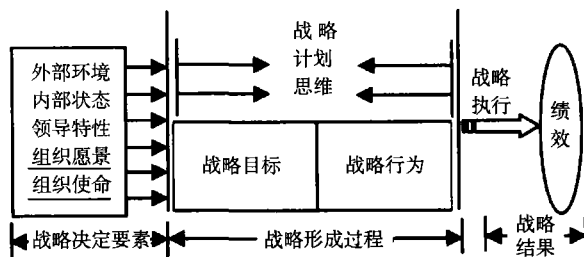 外部环境
内部状态
领导特性
组织愿景
组织使命
战略
计划
思维
战略目标
战略行为
战略
执行
绩效
战略决定要素
战略形成过程
战略
结果